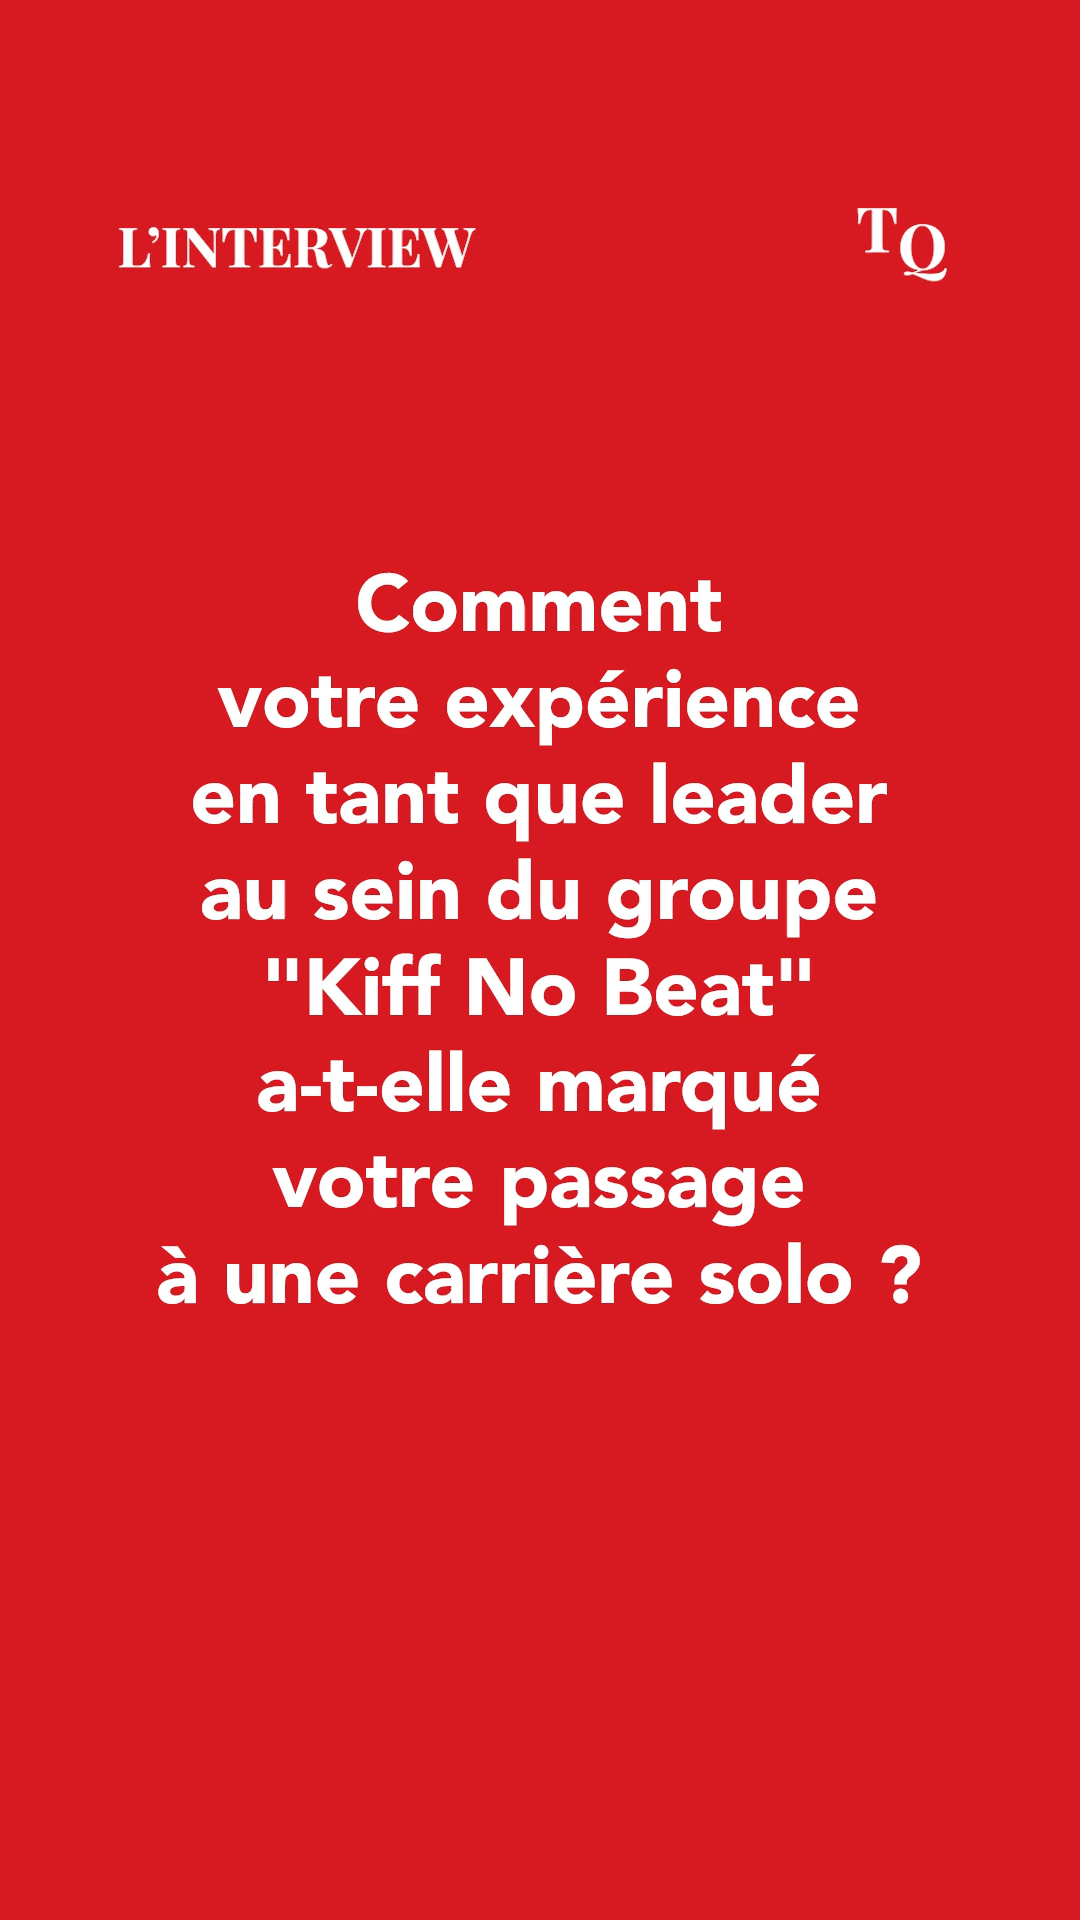 L’INTERVIEW
TQ
Comment
votre expérience
en tant que leader
au sein du groupe
"Kiff No Beat"
a-t-elle marqué
votre passage
à une carrière solo ?